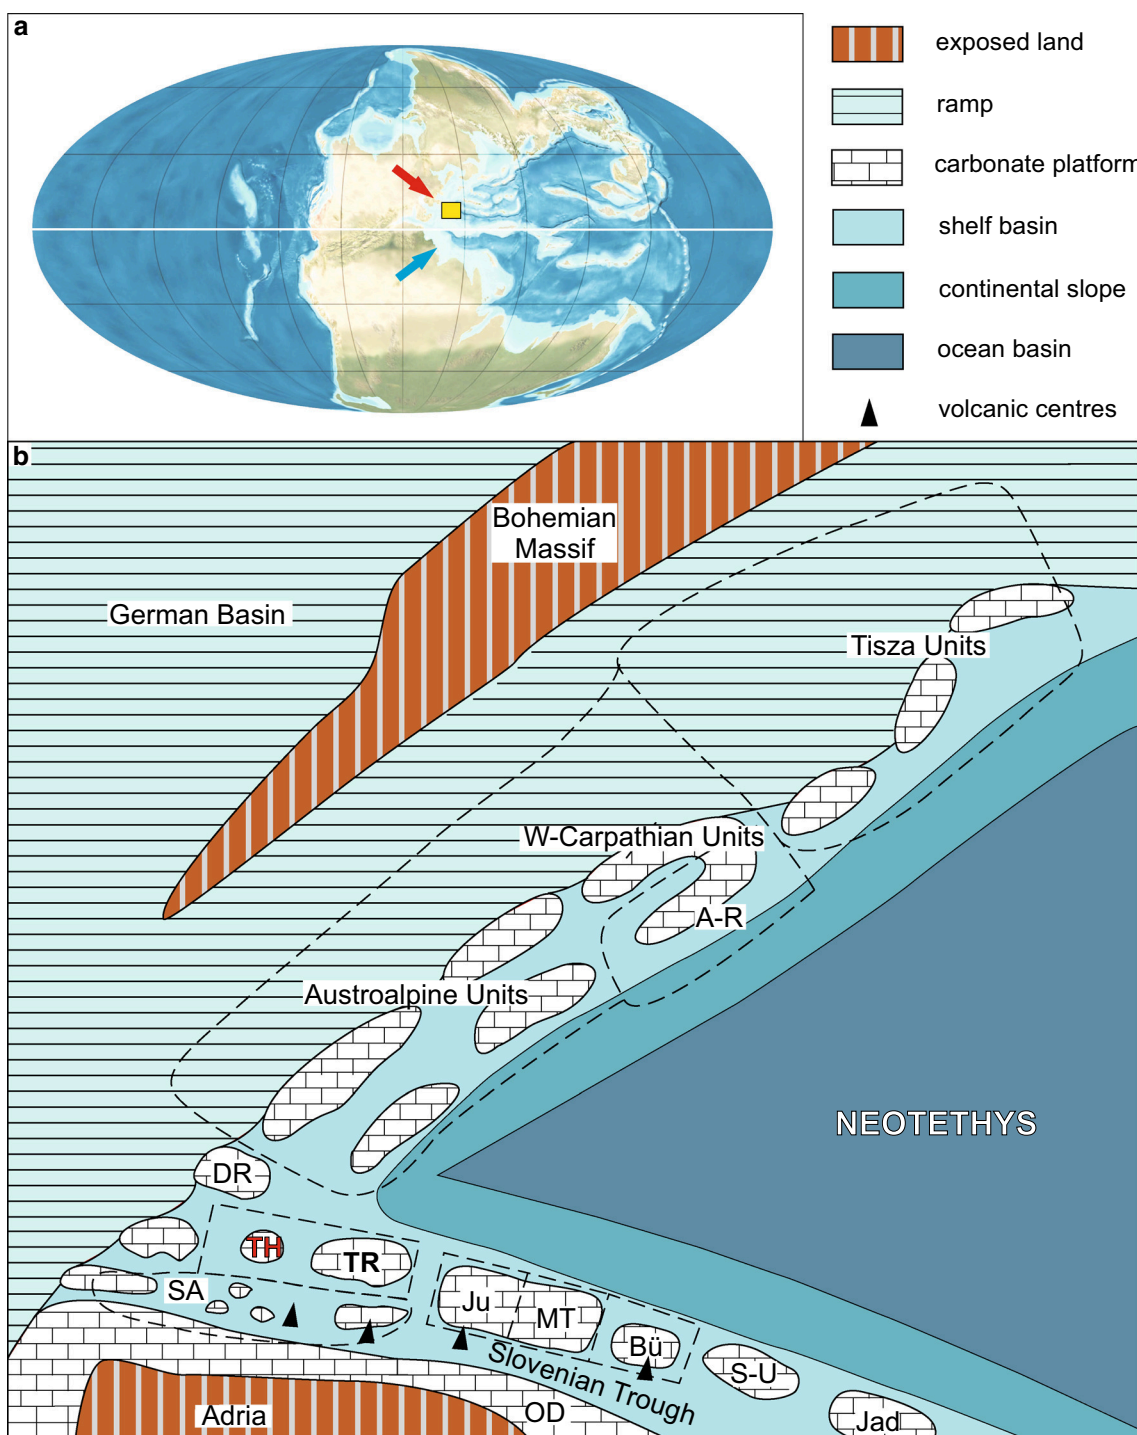 a
exposed land
ramp
carbonate platform
shelf basin
continental slope
ocean basin
volcanic centres
b
Bohemian
Massif
German Basin
Tisza Units
W-Carpathian Units
A-R
Austroalpine Units
NEOTETHYS
DR
TH
TR
SA
Ju
MT
Bü
S-U
Slovenian Trough
Jad
OD
Adria